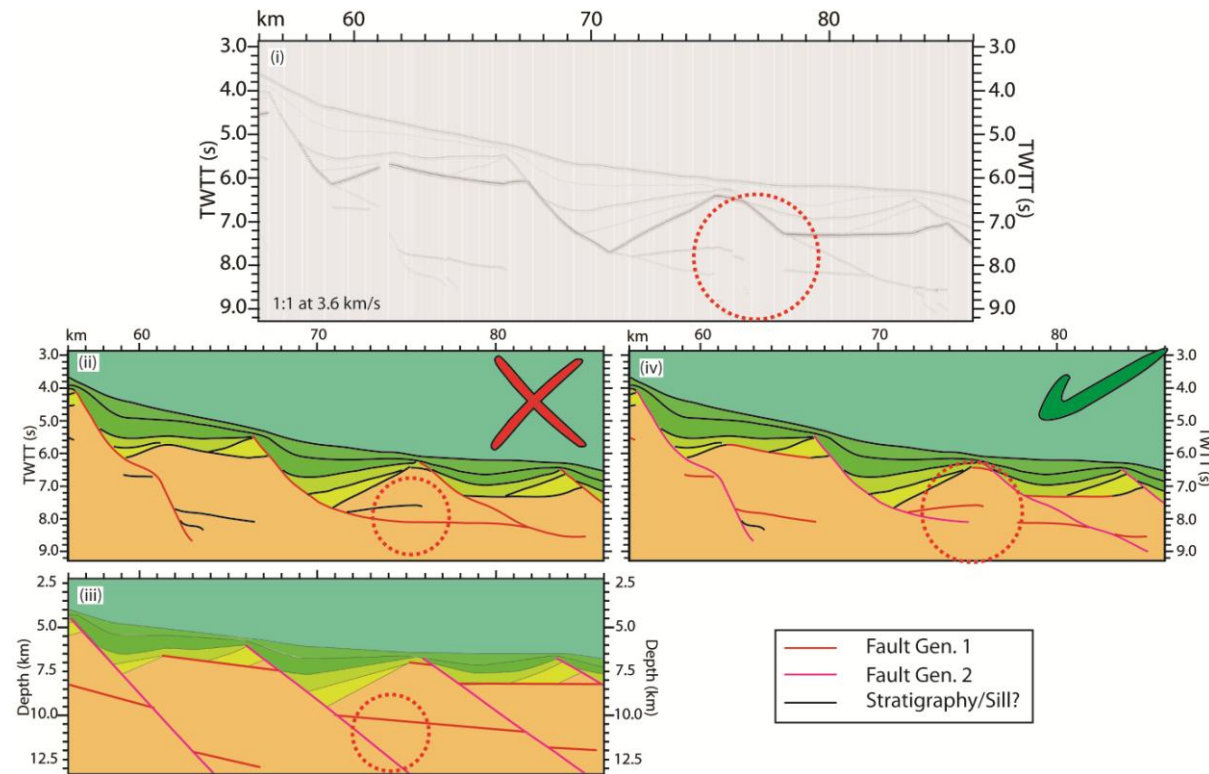 km 60 70 80
3.0 3.0
(i)
4.0 4.0
5.0 5.0
TWTT (s) TWTT (s)
6.0 6.0
7.0 7.0
8.0 8.0
9.0 9.0
1:1 at 3.6 km/s
km 60 70 80
3.0
(ii)
4.0
5.0
TWTT (s)
6.0
7.0
8.0
9.0
60 70 80
3.0
(iv)
4.0
5.0
TWTT (s)
6.0
7.0
8.0
9.0
2.5 2.5
(iii)
5.0 5.0
Depth (km) Depth (km)
7.5 7.5
10.0 10.0
12.5 12.5
Fault Gen. 1
Fault Gen. 2
Stratigraphy/Sill?